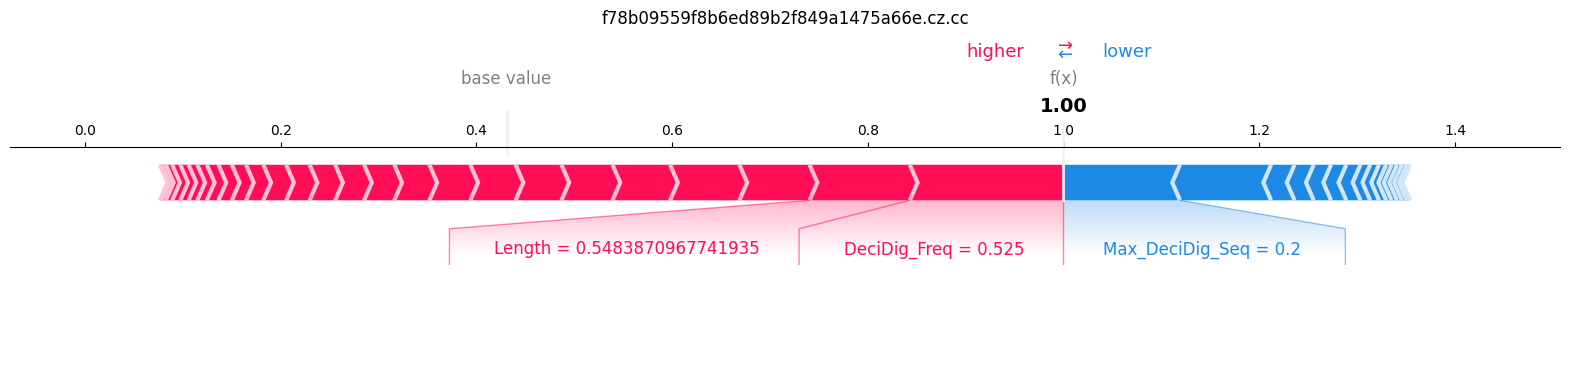 f78b09559f8b6ed89b2f849a1475a66e.cz.cc
higher ⇄ lower
base value f(x)
1.00
0.0 0.2 0.4 0.6 0.8 1.0 1.2 1.4
Length = 0.5483870967741935 DeciDig_Freq = 0.525 Max_DeciDig_Seq = 0.2